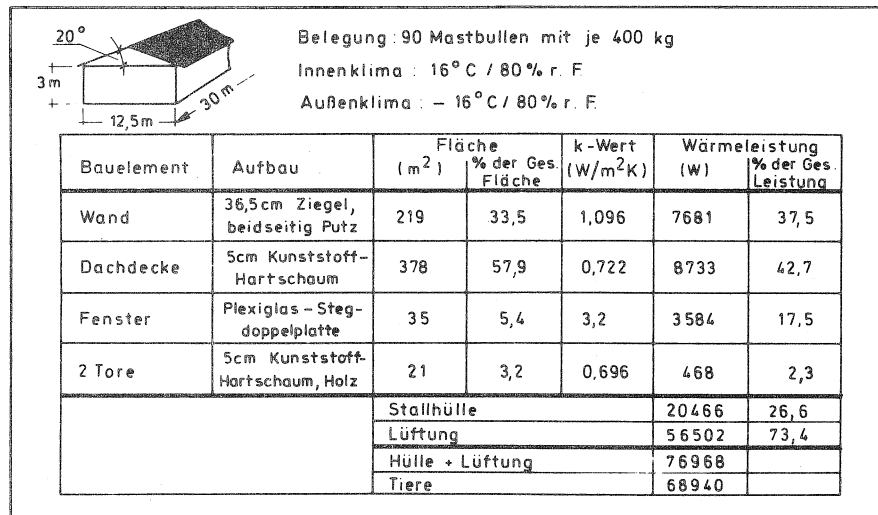 20°
3m
12,5m
30m
Belegung : 90 Mastbullen mit je 400 kg
Innenklima : 16°C / 80% r. F.
Außenklima : – 16°C / 80% r. F.
Bauelement
Aufbau
Fläche
(m²)
% der Ges.
Fläche
k-Wert
(W/m²K)
Wärmeleistung
(W)
% der Ges.
Leistung
Wand
36,5cm Ziegel,
beidseitig Putz
219
33,5
1,096
7681
37,5
Dachdecke
5cm Kunststoff-
Hartschaum
378
57,9
0,722
8733
42,7
Fenster
Plexiglas – Steg-
doppelplatte
35
5,4
3,2
3584
17,5
2 Tore
5cm Kunststoff-
Hartschaum, Holz
21
3,2
0,696
468
2,3
Stallhülle 20466 26,6
Lüftung 56502 73,4
Hülle + Lüftung 76968
Tiere 68940